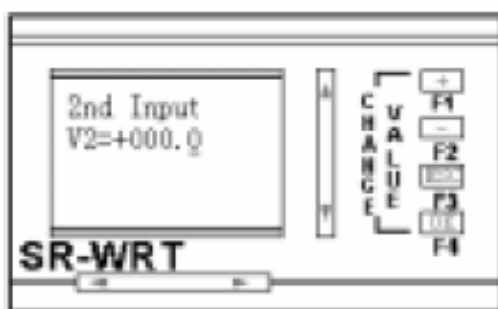 2nd Input
V2=+000.0
CHANGE
VALUE
+
F1
-
F2
F3
F4
SR-WRT